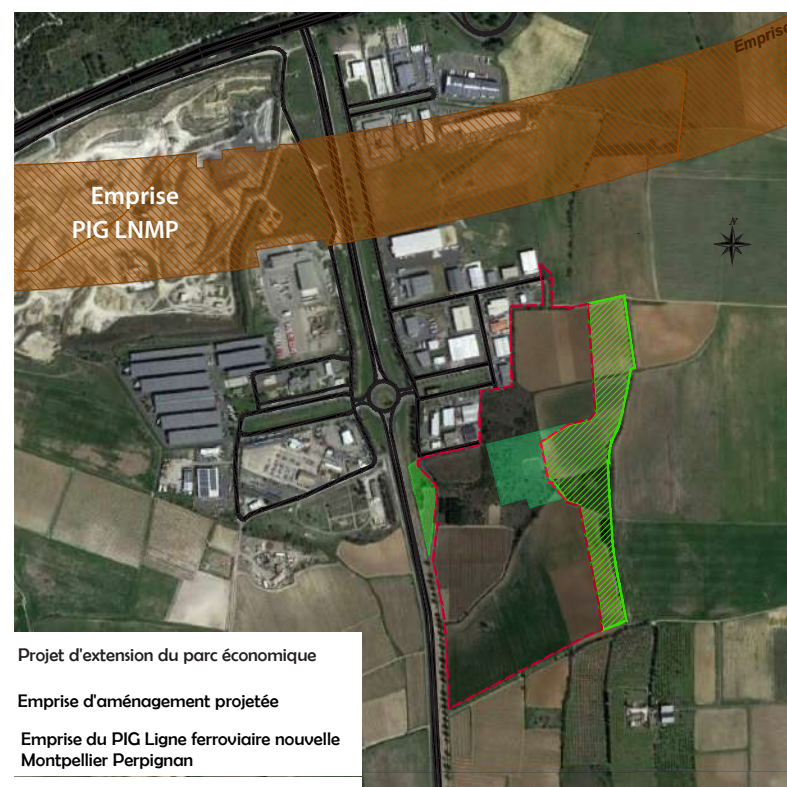 Emprise
Emprise
PIG LNMP
N
Projet d'extension du parc économique
Emprise d'aménagement projetée
Emprise du PIG Ligne ferroviaire nouvelle
Montpellier Perpignan